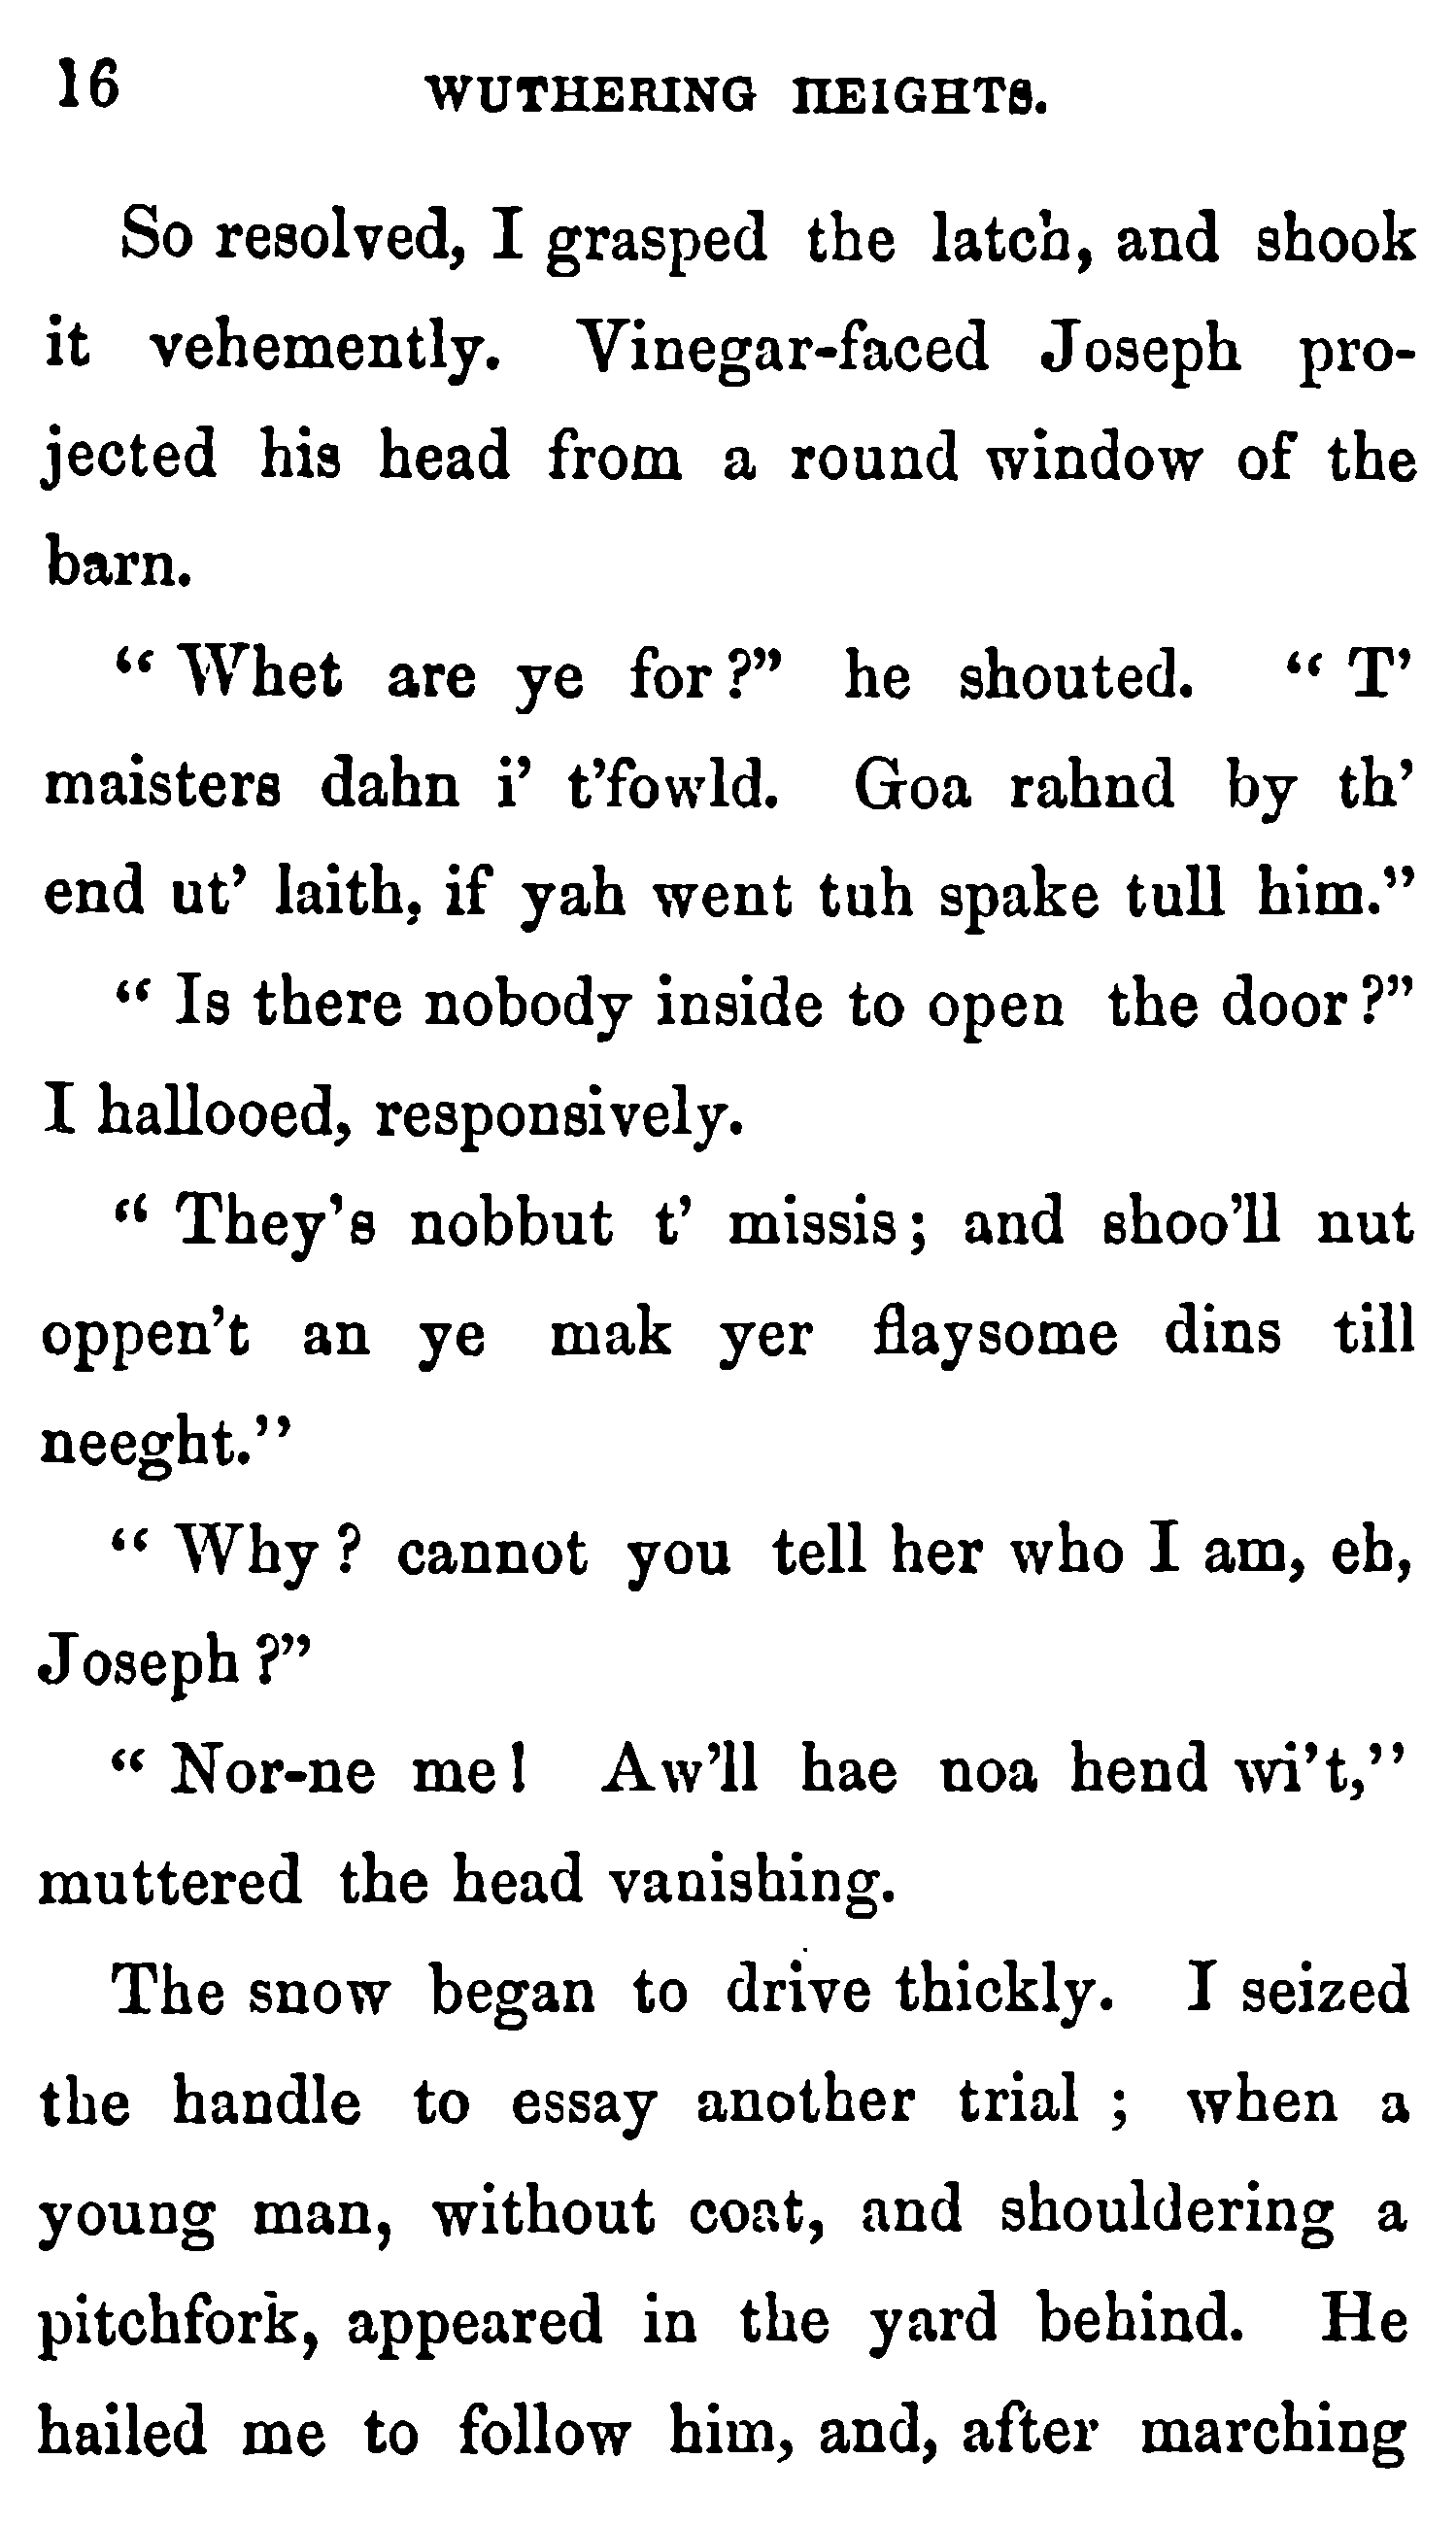 16 WUTHERING HEIGHTS.
So resolved, I grasped the latch, and shook
it vehemently. Vinegar-faced Joseph pro-
jected his head from a round window of the
barn.
“ Whet are ye for?” he shouted. “ T’
maisters dahn i’ t’fowld. Goa rahnd by th’
end ut’ laith, if yah went tuh spake tull him.”
“ Is there nobody inside to open the door?”
I hallooed, responsively.
“ They’s nobbut t’ missis; and shoo’ll nut
oppen’t an ye mak yer flaysome dins till
neeght.”
“ Why? cannot you tell her who I am, eh,
Joseph?”
“ Nor-ne me! Aw’ll hae noa hend wi’t,”
muttered the head vanishing.
The snow began to drive thickly. I seized
the handle to essay another trial ; when a
young man, without coat, and shouldering a
pitchfork, appeared in the yard behind. He
hailed me to follow him, and, after marching